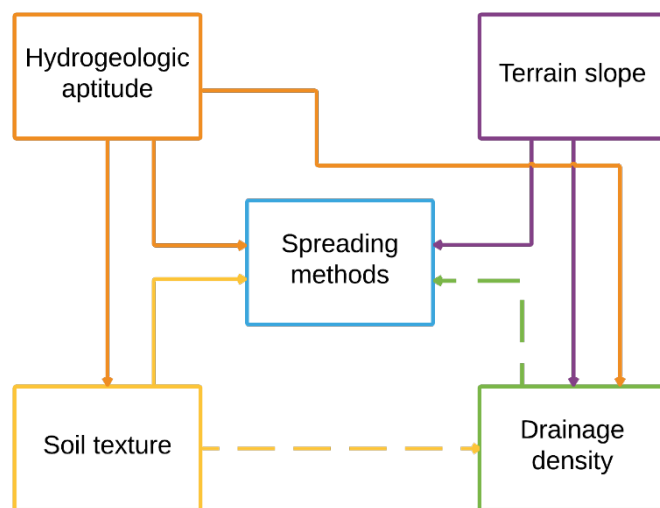 Hydrogeologic
aptitude
Terrain slope
Spreading
methods
Soil texture
Drainage
density